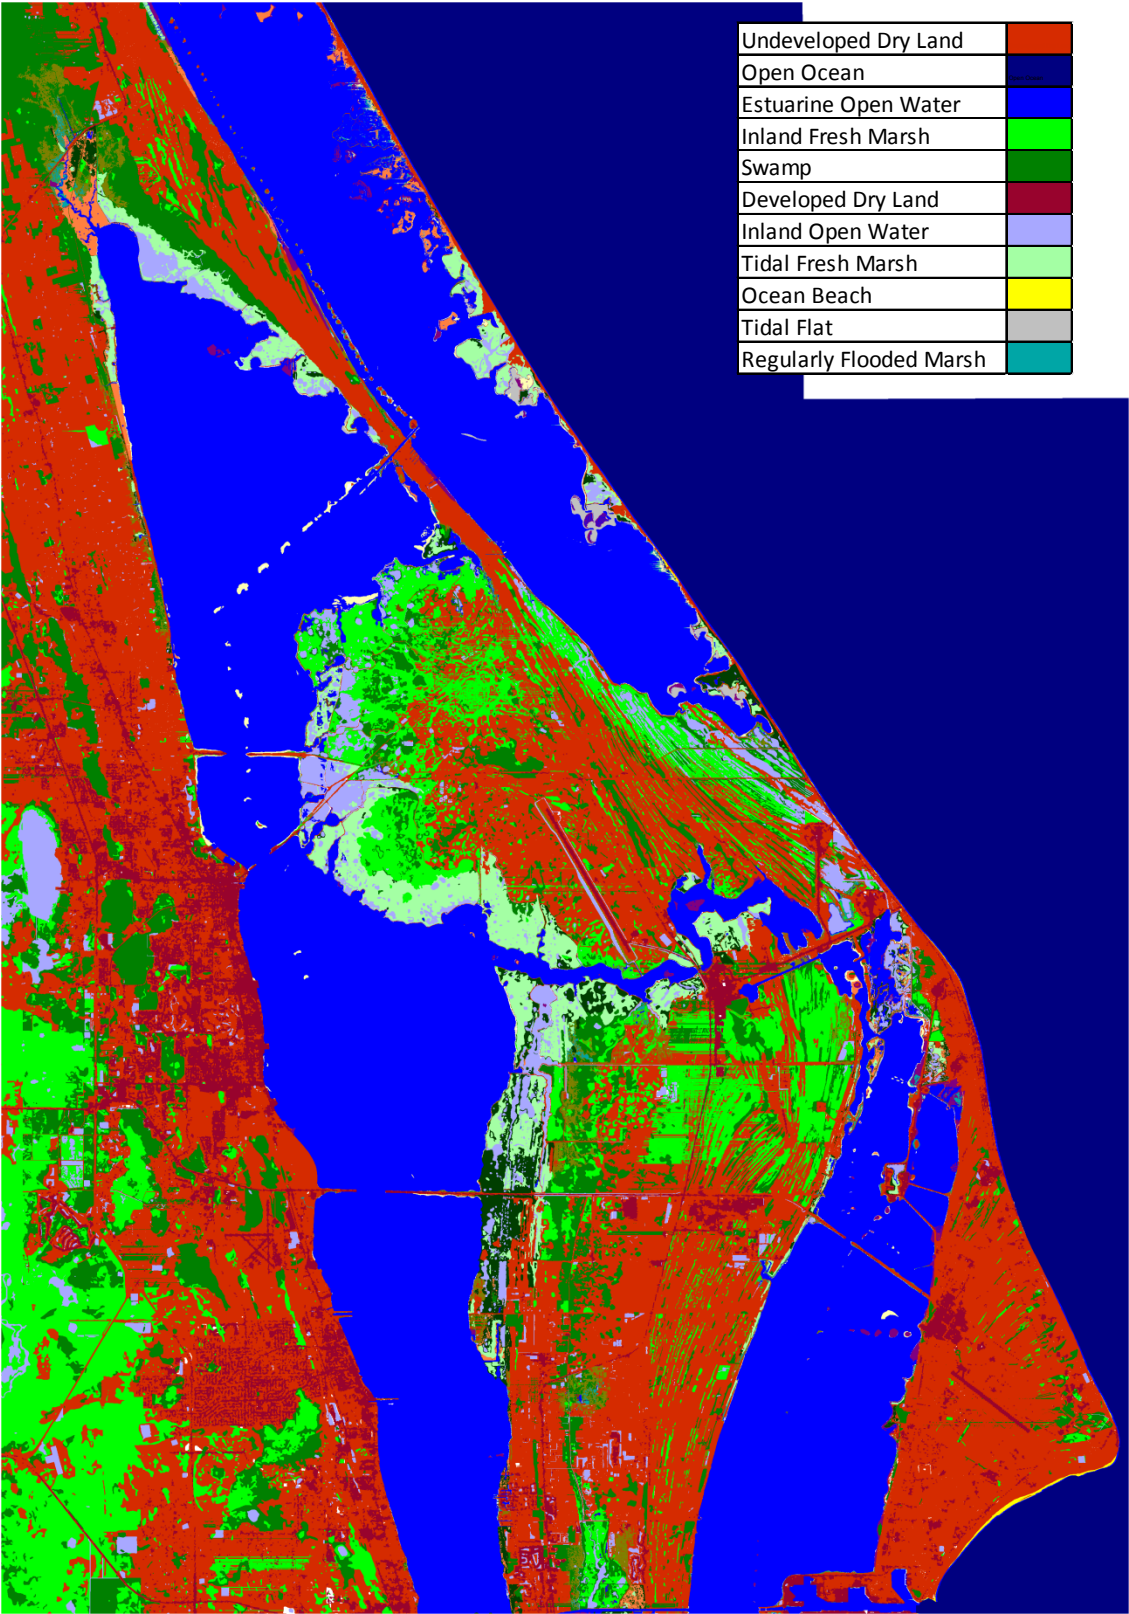 Undeveloped Dry Land
Open Ocean
Estuarine Open Water
Inland Fresh Marsh
Swamp
Developed Dry Land
Inland Open Water
Tidal Fresh Marsh
Ocean Beach
Tidal Flat
Regularly Flooded Marsh